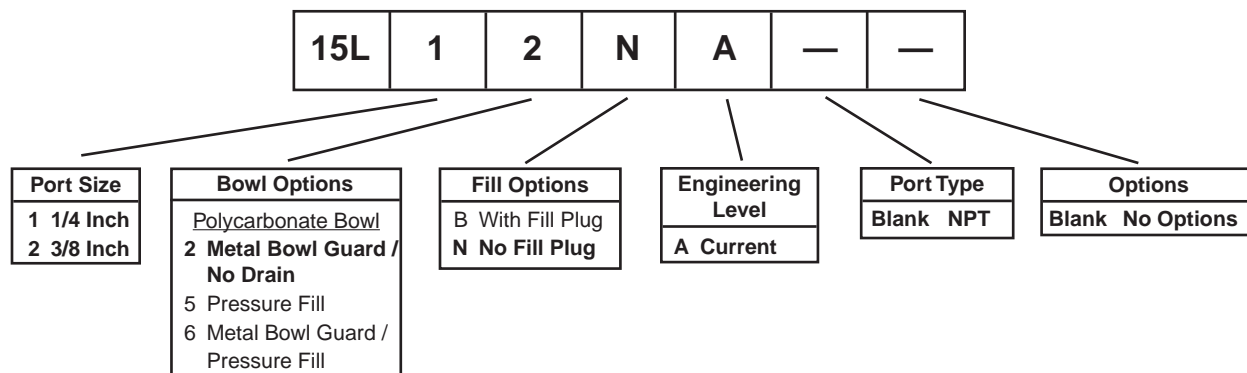 15L 1 2 N A — —
Port Size
1 1/4 Inch
2 3/8 Inch
Bowl Options
Polycarbonate Bowl
2 Metal Bowl Guard /
No Drain
5 Pressure Fill
6 Metal Bowl Guard /
Pressure Fill
Fill Options
B With Fill Plug
N No Fill Plug
Engineering
Level
A Current
Port Type
Blank NPT
Options
Blank No Options